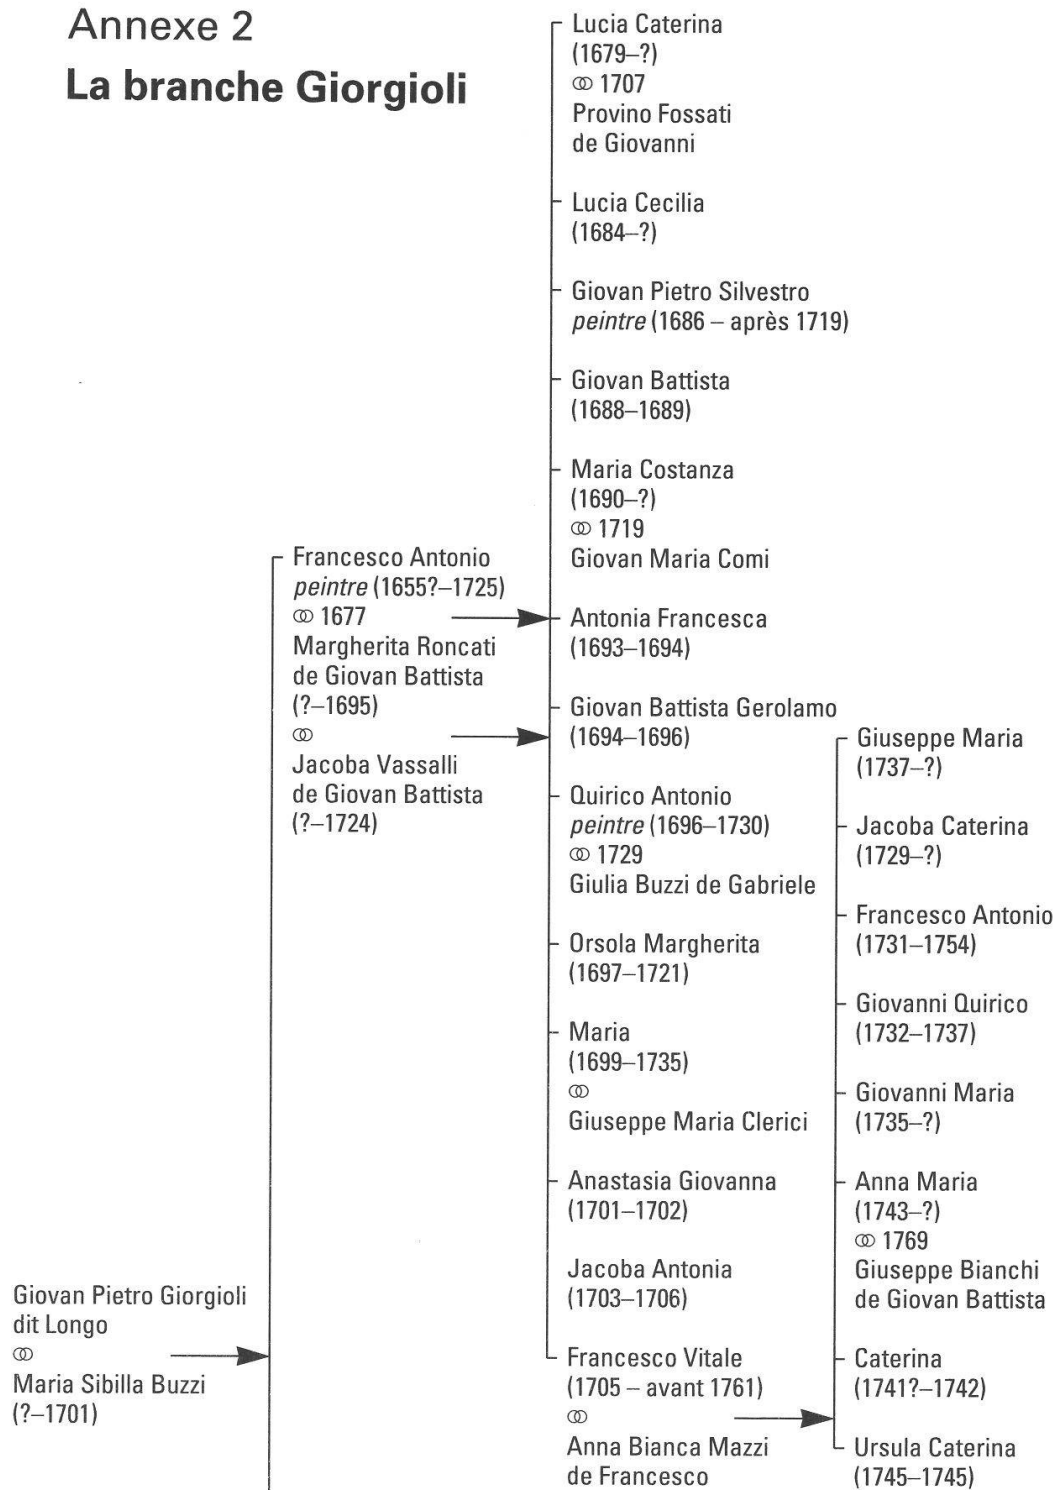 Annexe 2
La branche Giorgioli
Giovan Pietro Giorgioli
dit Longo
⚭
Maria Sibilla Buzzi
(?–1701)
Francesco Antonio
peintre (1655?–1725)
⚭ 1677
Margherita Roncati
de Giovan Battista
(?–1695)
⚭
Jacoba Vassalli
de Giovan Battista
(?–1724)
Lucia Caterina
(1679–?)
⚭ 1707
Provino Fossati
de Giovanni
Lucia Cecilia
(1684–?)
Giovan Pietro Silvestro
peintre (1686 – après 1719)
Giovan Battista
(1688–1689)
Maria Costanza
(1690–?)
⚭ 1719
Giovan Maria Comi
Antonia Francesca
(1693–1694)
Giovan Battista Gerolamo
(1694–1696)
Quirico Antonio
peintre (1696–1730)
⚭ 1729
Giulia Buzzi de Gabriele
Orsola Margherita
(1697–1721)
Maria
(1699–1735)
⚭
Giuseppe Maria Clerici
Anastasia Giovanna
(1701–1702)
Jacoba Antonia
(1703–1706)
Francesco Vitale
(1705 – avant 1761)
⚭
Anna Bianca Mazzi
de Francesco
Giuseppe Maria
(1737–?)
Jacoba Caterina
(1729–?)
Francesco Antonio
(1731–1754)
Giovanni Quirico
(1732–1737)
Giovanni Maria
(1735–?)
Anna Maria
(1743–?)
⚭ 1769
Giuseppe Bianchi
de Giovan Battista
Caterina
(1741?–1742)
Ursula Caterina
(1745–1745)